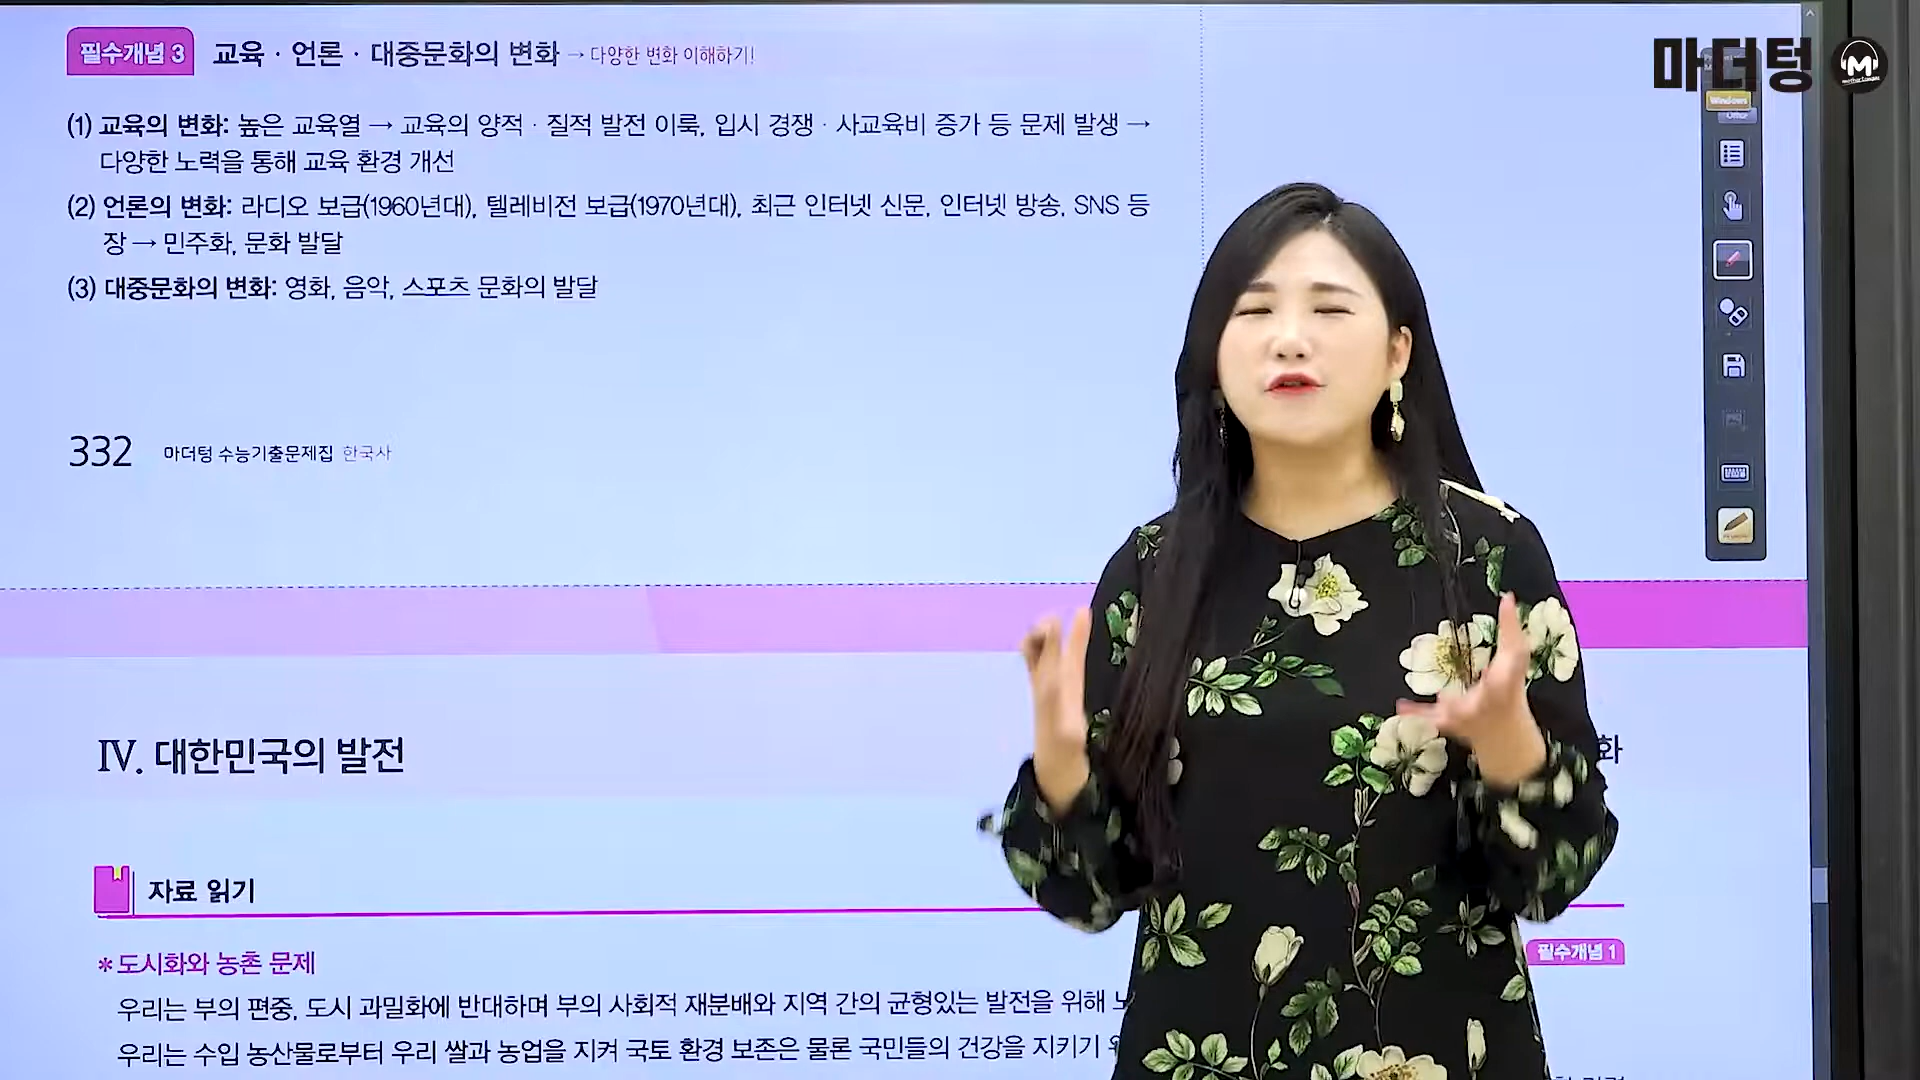 필수개념 3 교육 · 언론 · 대중문화의 변화 → 다양한 변화 이해하기!
마더텅
(1) 교육의 변화: 높은 교육열 → 교육의 양적 · 질적 발전 이룩, 입시 경쟁 · 사교육비 증가 등 문제 발생 →
다양한 노력을 통해 교육 환경 개선
(2) 언론의 변화: 라디오 보급(1960년대), 텔레비전 보급(1970년대), 최근 인터넷 신문, 인터넷 방송, SNS 등
장 → 민주화, 문화 발달
(3) 대중문화의 변화: 영화, 음악, 스포츠 문화의 발달
Windows
Office
332 마더텅 수능기출문제집 한국사
Ⅳ. 대한민국의 발전
화
자료 읽기
*도시화와 농촌 문제
필수개념 1
우리는 부의 편중, 도시 과밀화에 반대하며 부의 사회적 재분배와 지역 간의 균형있는 발전을 위해
우리는 수입 농산물로부터 우리 쌀과 농업을 지켜 국토 환경 보존은 물론 국민들의 건강을 지키기